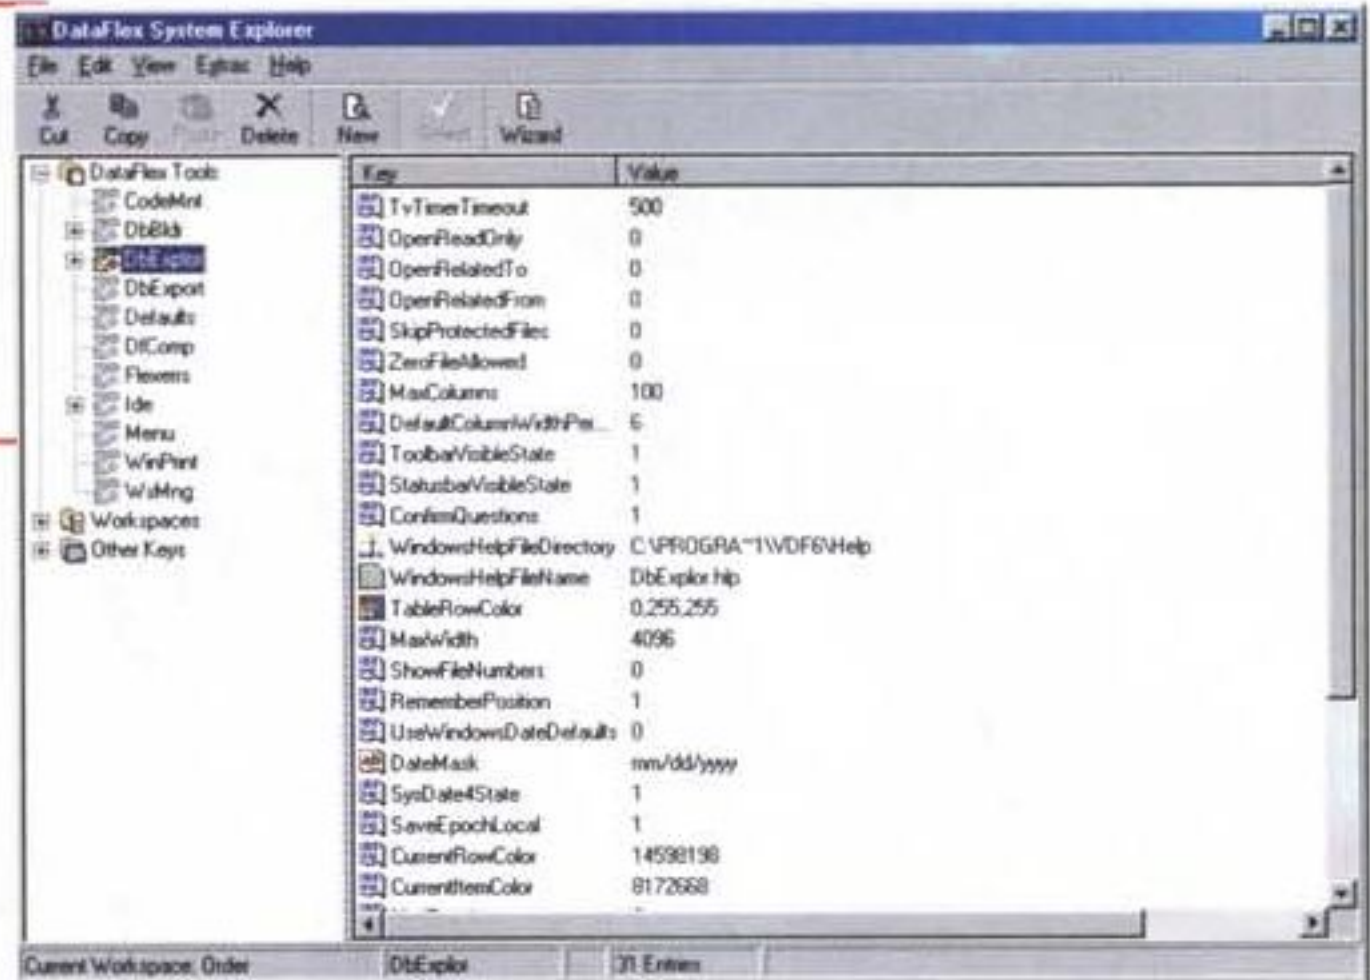 DataFlex System Explorer
File Edit View Extras Help
Cut Copy Paste Delete New Select Wizard
DataFlex Tools
CodeMnt
DbBldr
DbExplor
DbExport
Defaults
DfComp
Flexerrs
Ide
Menu
WinPrint
WsMng
Workspaces
Other Keys
Key Value
TvTimerTimeout 500
OpenReadOnly 0
OpenRelatedTo 0
OpenRelatedFrom 0
SkipProtectedFiles 0
ZeroFileAllowed 0
MaxColumns 100
DefaultColumnWidthPer... 6
ToolbarVisibleState 1
StatusbarVisibleState 1
ConfirmQuestions 1
WindowsHelpFileDirectory C:\PROGRA~1\VDF6\Help
WindowsHelpFileName DbExplor.hlp
TableRowColor 0,255,255
MaxWidth 4096
ShowFileNumbers 0
RememberPosition 1
UseWindowsDateDefaults 0
DateMask mm/dd/yyyy
SysDate4State 1
SaveEpochLocal 1
CurrentRowColor 14598198
CurrentItemColor 8172668
Current Workspace: Order DbExplor 31 Entries